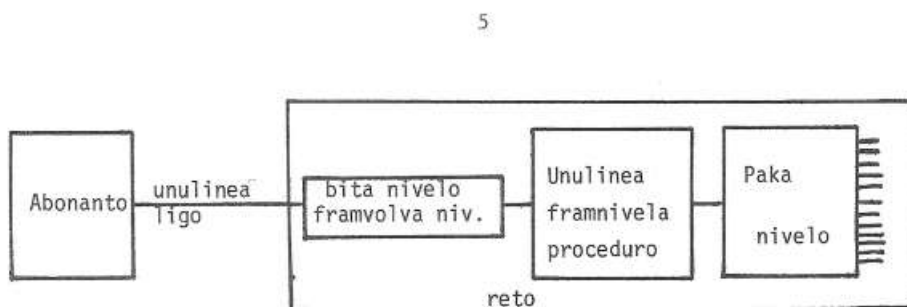 5
Abonanto
unulinea
ligo
bita nivelo
framvolva niv.
Unulinea
framnivela
proceduro
Paka
nivelo
reto